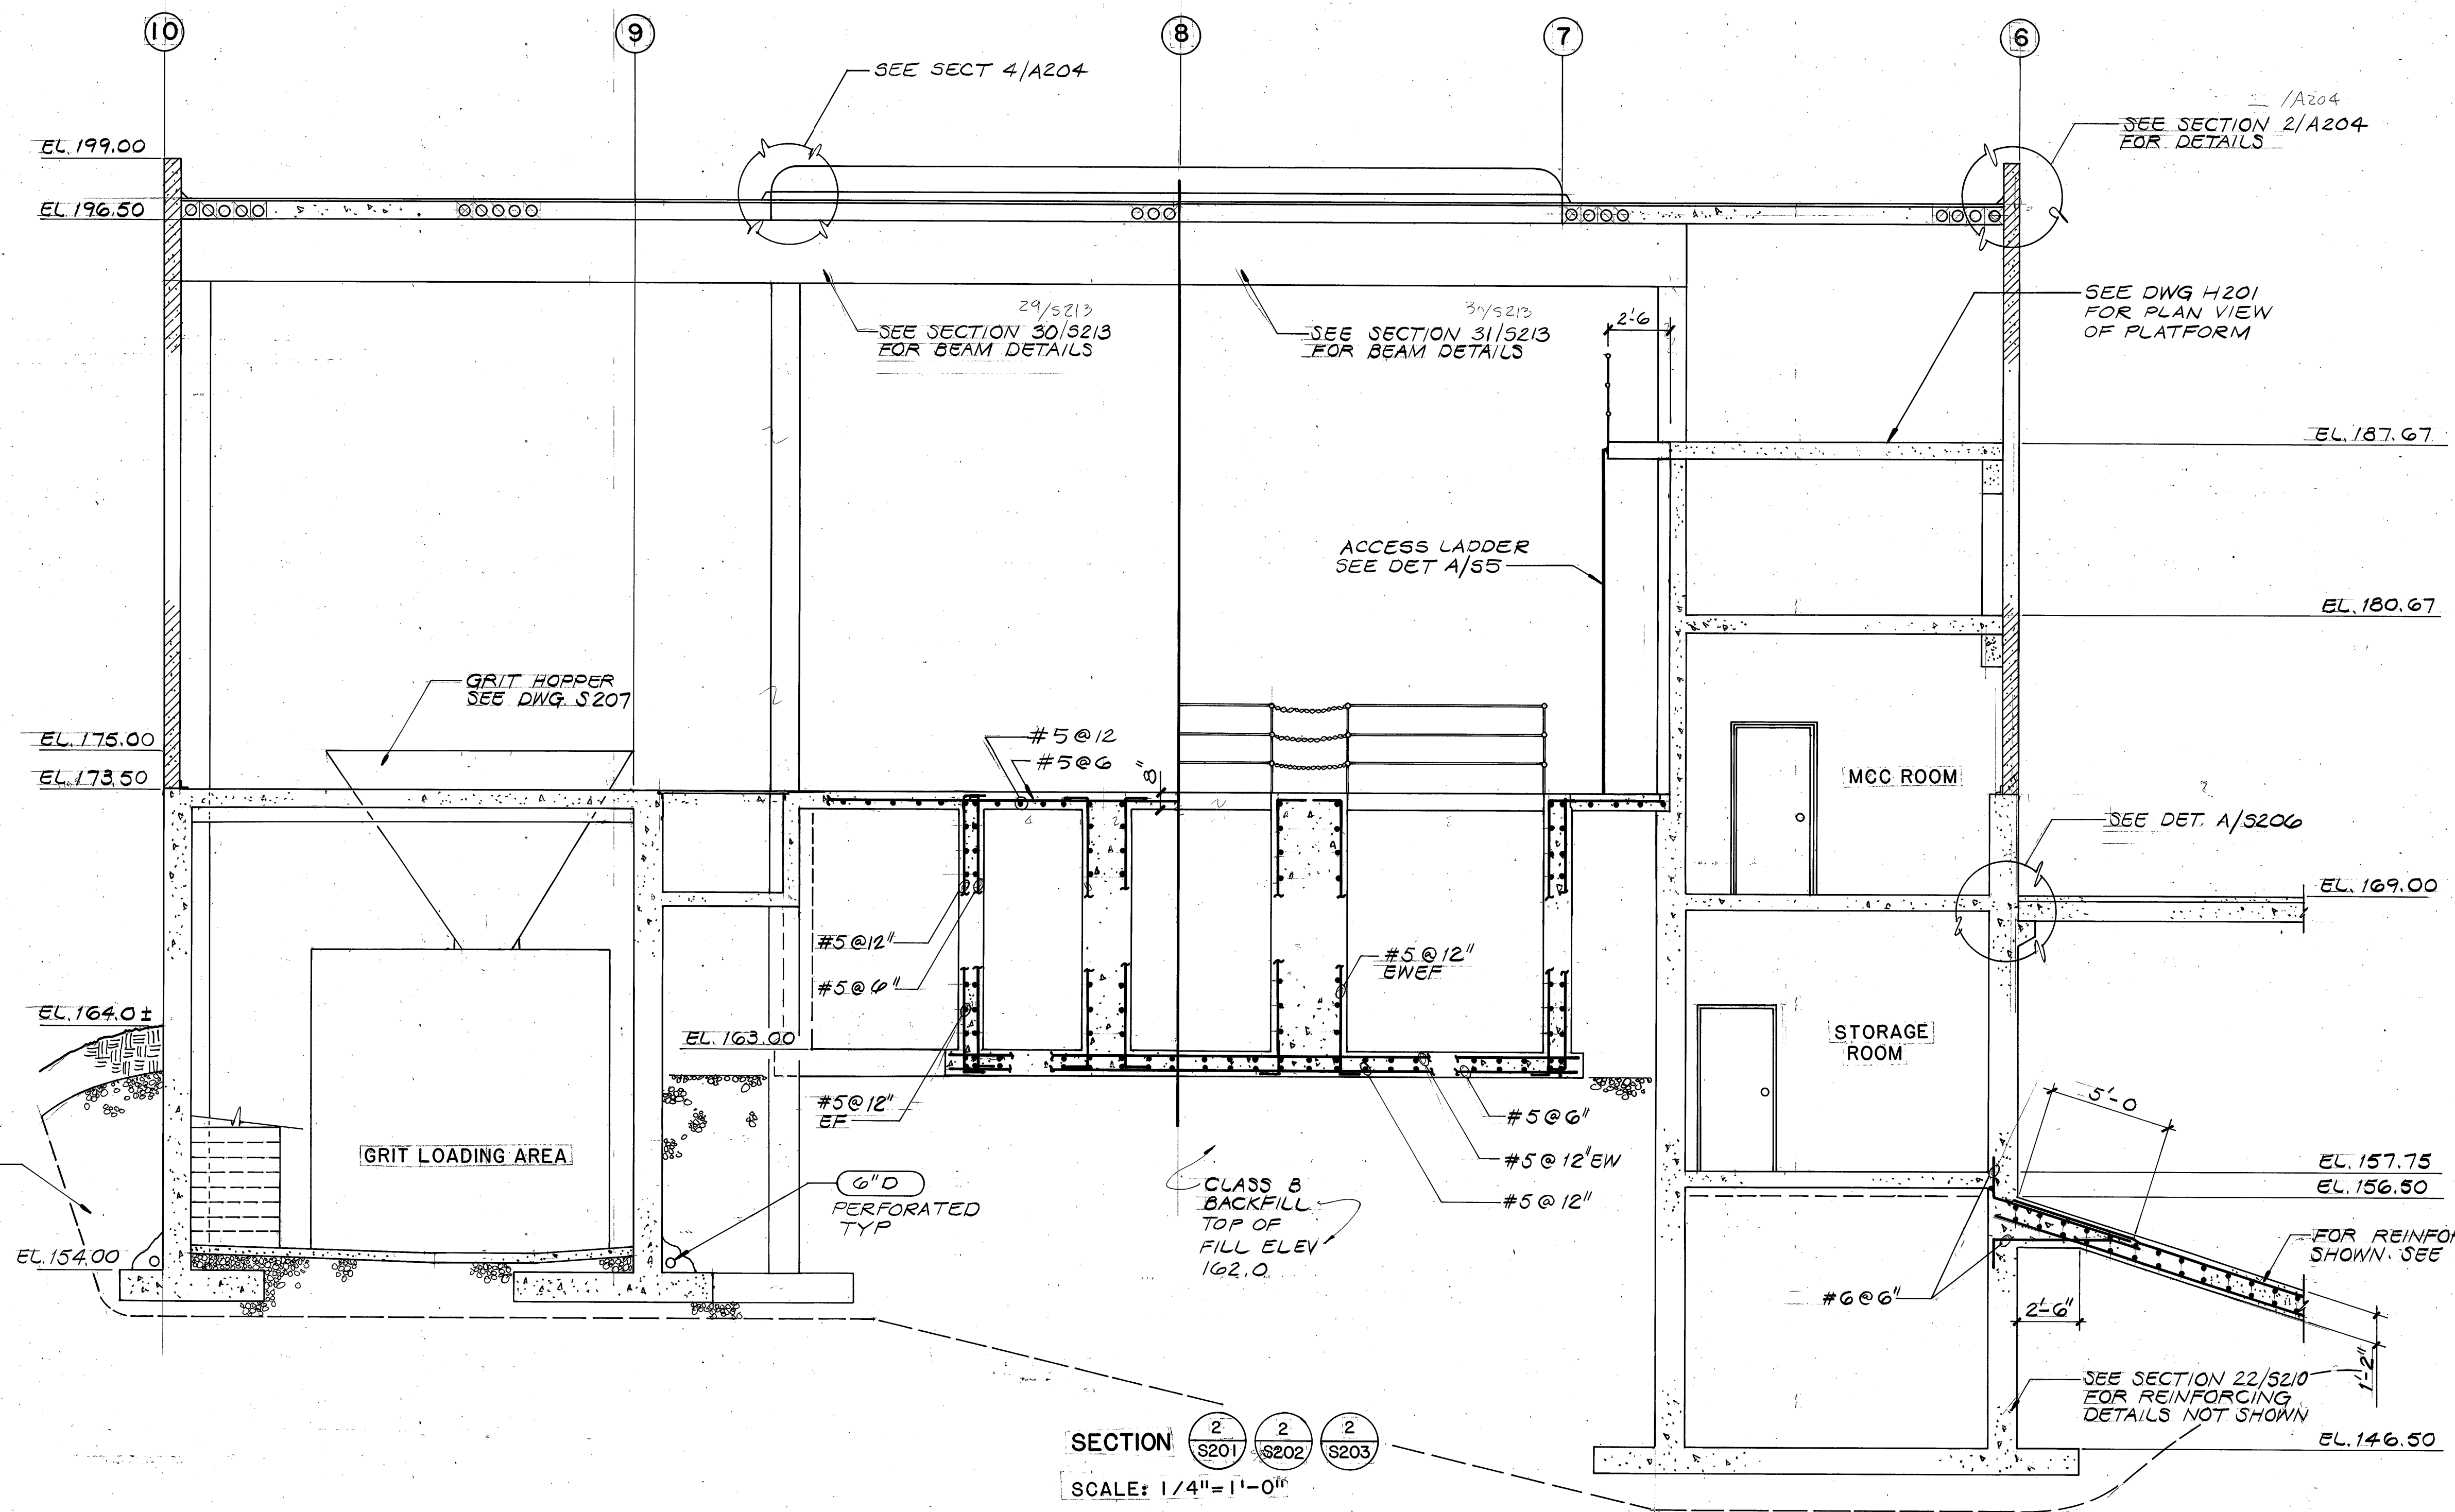 10
9
8
7
6
SEE SECT 4/A204
/A204
SEE SECTION 2/A204
FOR DETAILS
EL. 199.00
EL. 196.50
29/S213
SEE SECTION 30/S213
FOR BEAM DETAILS
30/S213
SEE SECTION 31/S213
FOR BEAM DETAILS
2'-6
SEE DWG H201
FOR PLAN VIEW
OF PLATFORM
EL. 187.67
ACCESS LADDER
SEE DET A/S5
EL. 180.67
GRIT HOPPER
SEE DWG. S207
EL. 175.00
EL. 173.50
#5@12
#5@6
8"
MCC ROOM
SEE DET. A/S206
EL. 169.00
#5@12"
#5@6"
#5@12"
EWEF
EL. 164.0±
EL. 163.00
STORAGE
ROOM
#5@12"
EF
#5@6"
#5@12"EW
#5@12"
5'-0
GRIT LOADING AREA
6"D
PERFORATED
TYP
CLASS B
BACKFILL
TOP OF
FILL ELEV
162.0
EL. 157.75
EL. 156.50
FOR REINFO
SHOWN. SEE
EL. 154.00
#6@6"
2'-6"
1'-2"
SEE SECTION 22/S210
FOR REINFORCING
DETAILS NOT SHOWN
EL. 146.50
SECTION 2 S201 2 S202 2 S203
SCALE: 1/4"=1'-0"